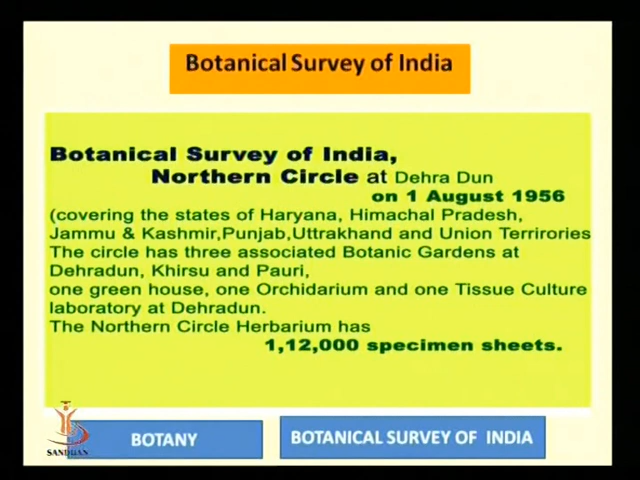 Botanical Survey of India
Botanical Survey of India,
Northern Circle at Dehra Dun
on 1 August 1956
(covering the states of Haryana, Himachal Pradesh,
Jammu & Kashmir,Punjab,Uttrakhand and Union Terrirories
The circle has three associated Botanic Gardens at
Dehradun, Khirsu and Pauri,
one green house, one Orchidarium and one Tissue Culture
laboratory at Dehradun.
The Northern Circle Herbarium has
1,12,000 specimen sheets.
SANDHAN
BOTANY
BOTANICAL SURVEY OF INDIA